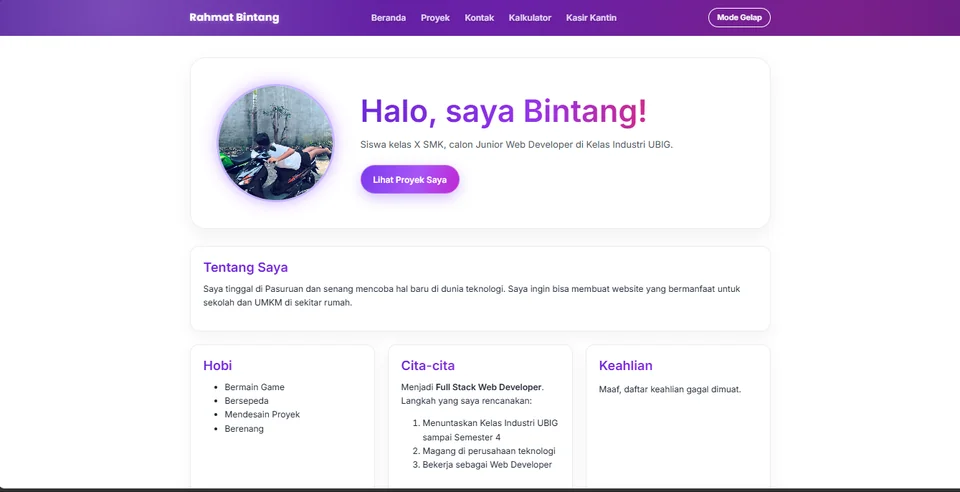 Rahmat Bintang
Beranda Proyek Kontak Kalkulator Kasir Kantin
Mode Gelap
Halo, saya Bintang!
Siswa kelas X SMK, calon Junior Web Developer di Kelas Industri UBIG.
Lihat Proyek Saya
Tentang Saya
Saya tinggal di Pasuruan dan senang mencoba hal baru di dunia teknologi. Saya ingin bisa membuat website yang bermanfaat untuk
sekolah dan UMKM di sekitar rumah.
Hobi
• Bermain Game
• Bersepeda
• Mendesain Proyek
• Berenang
Cita-cita
Menjadi Full Stack Web Developer.
Langkah yang saya rencanakan:
1. Menuntaskan Kelas Industri UBIG
sampai Semester 4
2. Magang di perusahaan teknologi
3. Bekerja sebagai Web Developer
Keahlian
Maaf, daftar keahlian gagal dimuat.